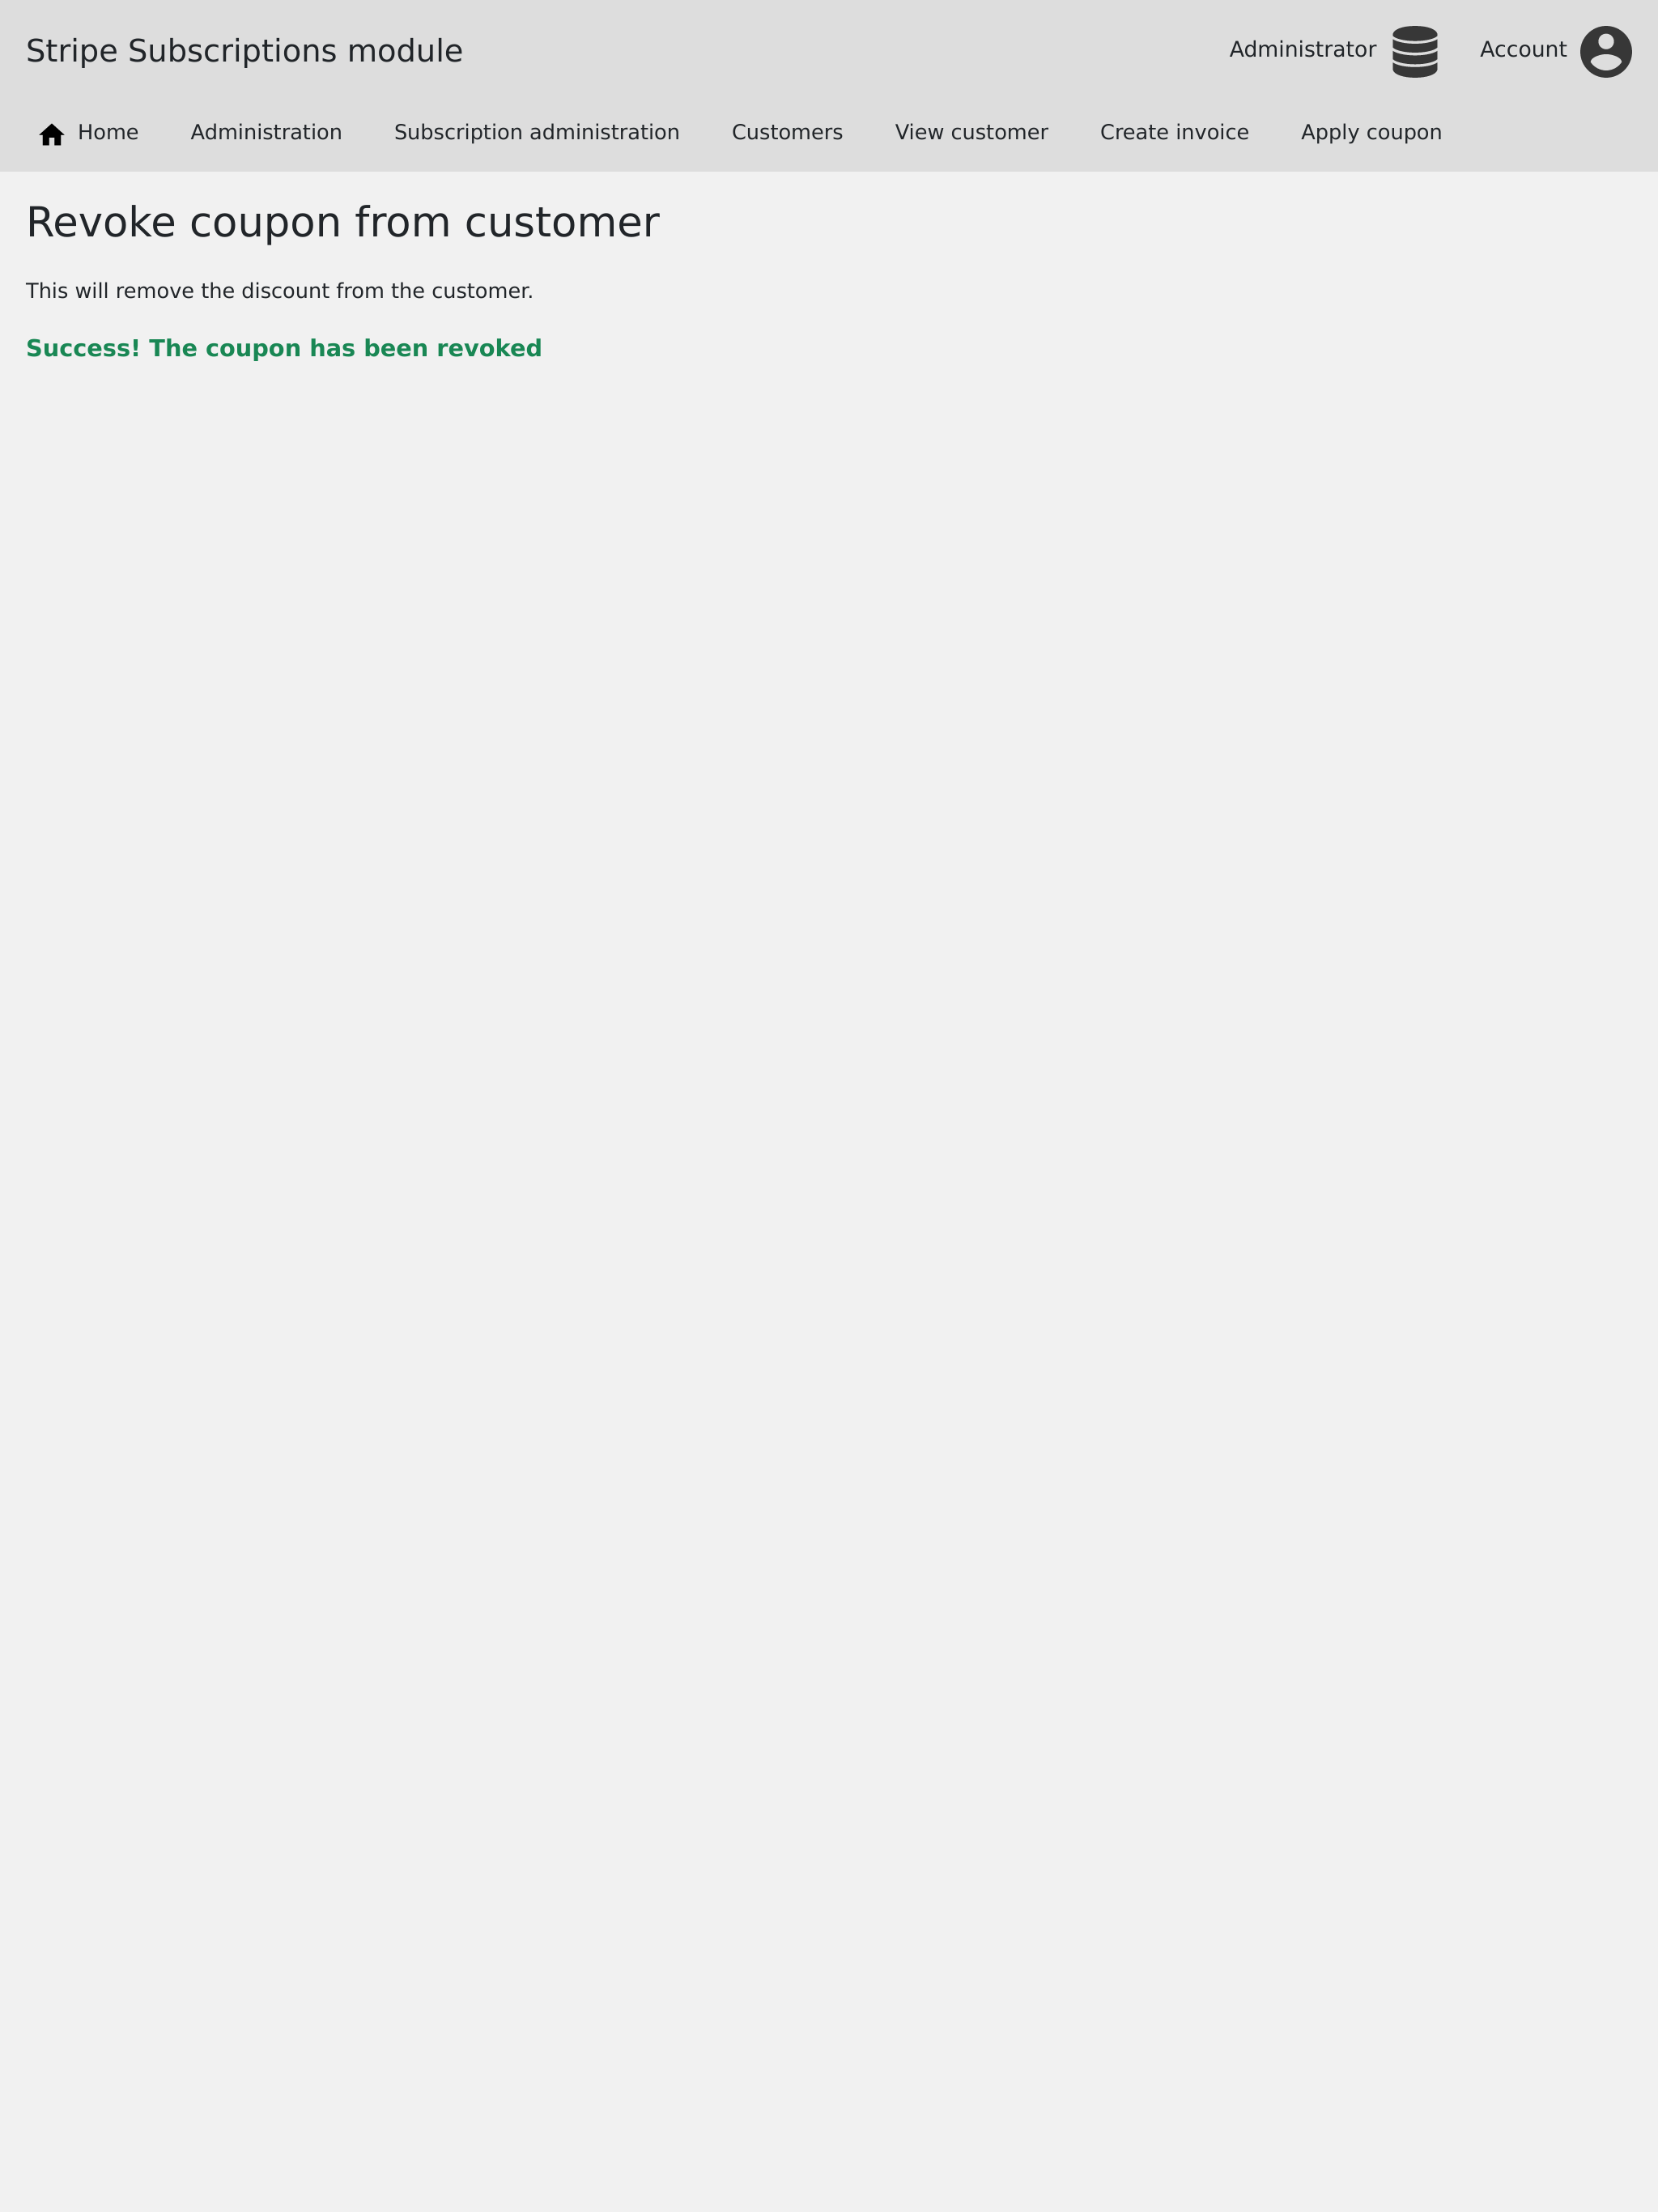 Stripe Subscriptions module
Administrator
Account
Home
Administration
Subscription administration
Customers
View customer
Create invoice
Apply coupon
Revoke coupon from customer
This will remove the discount from the customer.
Success! The coupon has been revoked